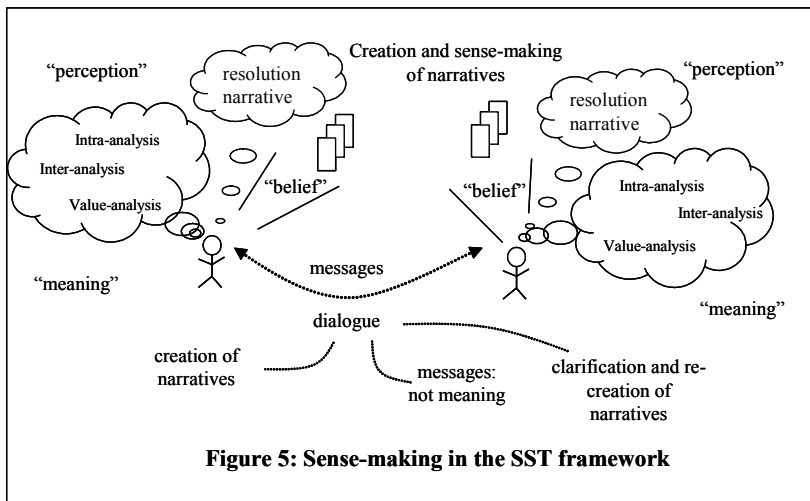 Creation and sense-making
of narratives
"perception"
resolution
narrative
Intra-analysis
Inter-analysis
Value-analysis
"belief"
"meaning"
"perception"
resolution
narrative
Intra-analysis
Inter-analysis
Value-analysis
"belief"
"meaning"
messages
dialogue
creation of
narratives
messages:
not meaning
clarification and re-
creation of
narratives
Figure 5: Sense-making in the SST framework